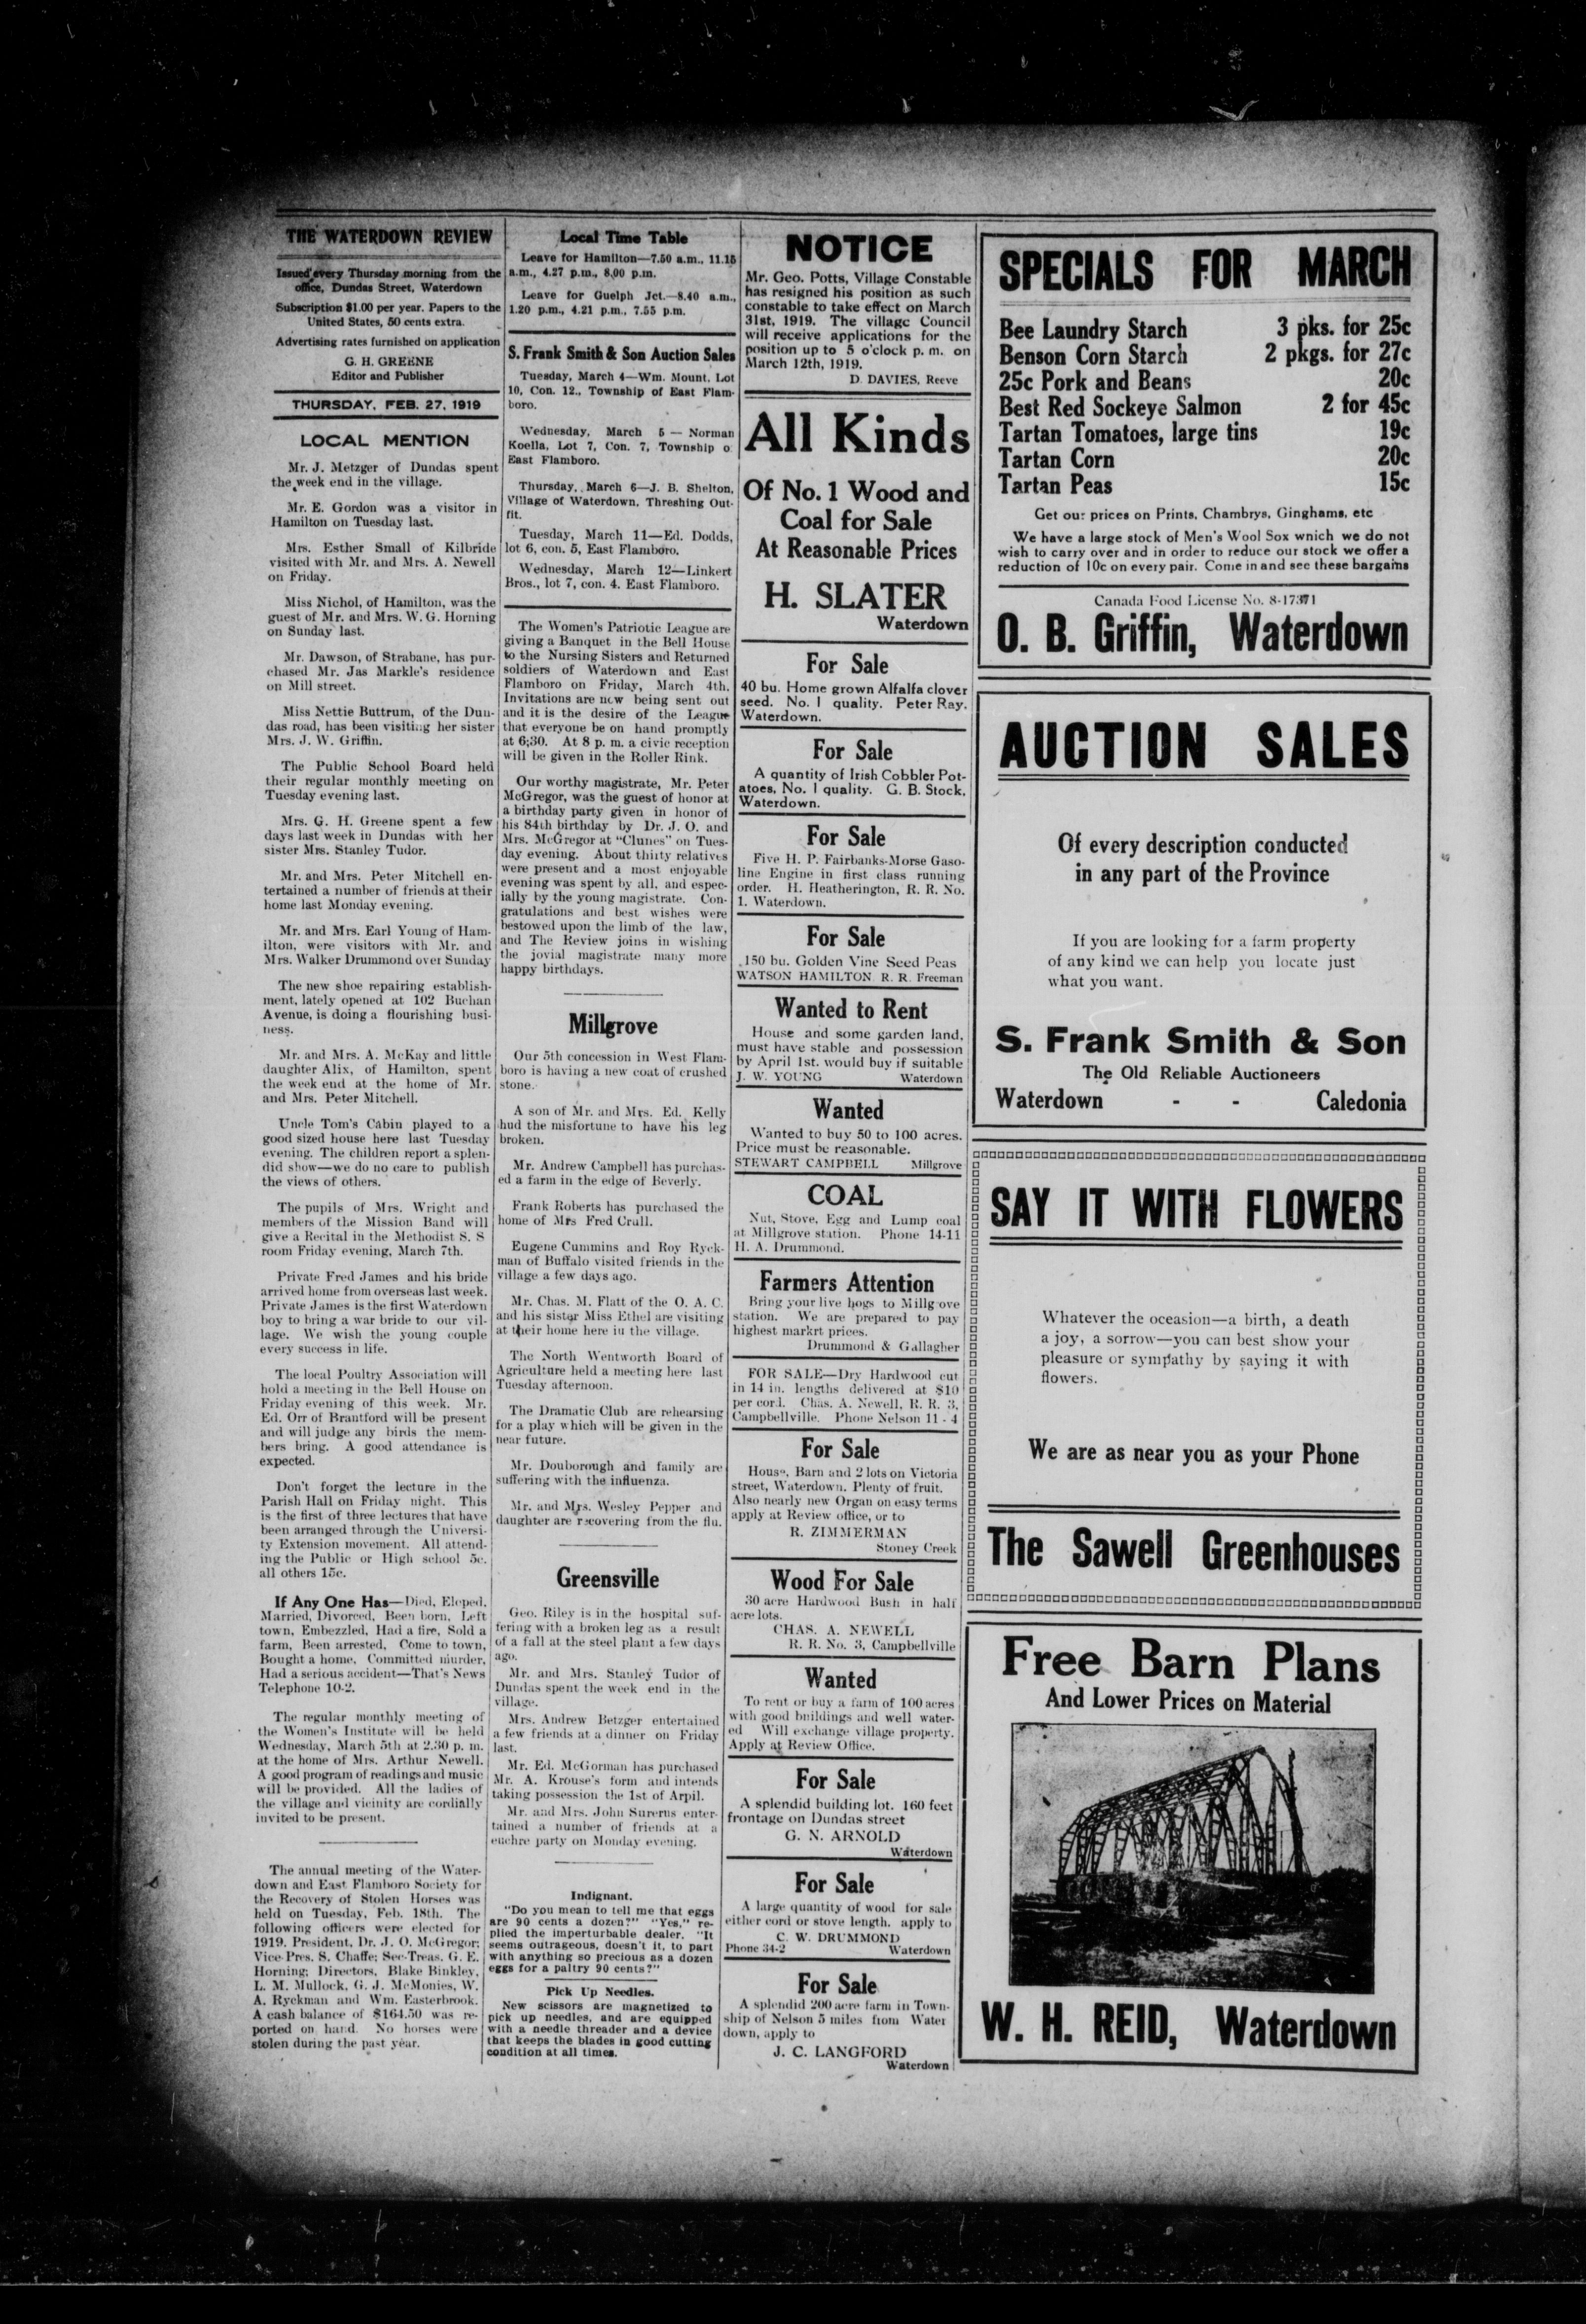 THE WATERDOWN REVIEW
Issued every Thursday morning from the
office, Dundas Street, Waterdown
Subscription $1.00 per year. Papers to the
United States, 50 cents extra.
Advertising rates furnished on application
G. H. GREENE
Editor and Publisher
THURSDAY, FEB. 27, 1919
LOCAL MENTION
Mr. J. Metzger of Dundas spent
the week end in the village.
Mr. E. Gordon was a visitor in
Hamilton on Tuesday last.
Mrs. Esther Small of Kilbride
visited with Mr. and Mrs. A. Newell
on Friday.
Miss Nichol, of Hamilton, was the
guest of Mr. and Mrs. W. G. Horning
on Sunday last.
Mr. Dawson, of Strabane, has pur-
chased Mr. Jas Markle's residence
on Mill street.
Miss Nettie Buttrum, of the Dun-
das road, has been visiting her sister
Mrs. J. W. Griffin.
The Public School Board held
their regular monthly meeting on
Tuesday evening last.
Mrs. G. H. Greene spent a few
days last week in Dundas with her
sister Mrs. Stanley Tudor.
Mr. and Mrs. Peter Mitchell en-
tertained a number of friends at their
home last Monday evening.
Mr. and Mrs. Earl Young of Ham-
ilton, were visitors with Mr. and
Mrs. Walker Drummond over Sunday
The new shoe repairing establish-
ment, lately opened at 102 Buchan
Avenue, is doing a flourishing busi-
ness.
Mr. and Mrs. A. McKay and little
daughter Alix, of Hamilton, spent
the week end at the home of Mr.
and Mrs. Peter Mitchell.
Uncle Tom's Cabin played to a
good sized house here last Tuesday
evening. The children report a splen-
did show—we do no care to publish
the views of others.
The pupils of Mrs. Wright and
members of the Mission Band will
give a Recital in the Methodist S. S
room Friday evening, March 7th.
Private Fred James and his bride
arrived home from overseas last week.
Private James is the first Waterdown
boy to bring a war bride to our vil-
lage. We wish the young couple
every success in life.
The local Poultry Association will
hold a meeting in the Bell House on
Friday evening of this week. Mr.
Ed. Orr of Brantford will be present
and will judge any birds the mem-
bers bring. A good attendance is
expected.
Don't forget the lecture in the
Parish Hall on Friday night. This
is the first of three lectures that have
been arranged through the Universi-
ty Extension movement. All attend-
ing the Public or High school 5c.
all others 15c.
If Any One Has—Died, Eloped,
Married, Divorced, Been born, Left
town, Embezzled, Had a fire, Sold a
farm, Been arrested, Come to town,
Bought a home, Committed murder,
Had a serious accident—That's News
Telephone 10-2.
The regular monthly meeting of
the Women's Institute will be held
Wednesday, March 5th at 2.30 p. m.
at the home of Mrs. Arthur Newell.
A good program of readings and music
will be provided. All the ladies of
the village and vicinity are cordially
invited to be present.
The annual meeting of the Water-
down and East Flamboro Society for
the Recovery of Stolen Horses was
held on Tuesday, Feb. 18th. The
following officers were elected for
1919. President, Dr. J. O. McGregor;
Vice-Pres. S. Chaffe; Sec-Treas. G. E.
Horning; Directors, Blake Binkley,
L. M. Mullock, G. J. McMonies, W.
A. Ryckman and Wm. Easterbrook.
A cash balance of $164.50 was re-
ported on hand. No horses were
stolen during the past year.
Local Time Table
Leave for Hamilton—7.50 a.m., 11.15
a.m., 4.27 p.m., 8.00 p.m.
Leave for Guelph Jct.—8.40 a.m.,
1.20 p.m., 4.21 p.m., 7.55 p.m.
S. Frank Smith & Son Auction Sales
Tuesday, March 4—Wm. Mount, Lot
10, Con. 12., Township of East Flam-
boro.
Wednesday, March 5 — Norman
Koella, Lot 7, Con. 7, Township o
East Flamboro.
Thursday, March 6—J. B. Shelton,
Village of Waterdown, Threshing Out-
fit.
Tuesday, March 11—Ed. Dodds,
lot 6, con. 5, East Flamboro.
Wednesday, March 12—Linkert
Bros., lot 7, con. 4. East Flamboro.
The Women's Patriotic League are
giving a Banquet in the Bell House
to the Nursing Sisters and Returned
soldiers of Waterdown and East
Flamboro on Friday, March 4th.
Invitations are now being sent out
and it is the desire of the League
that everyone be on hand promptly
at 6;30. At 8 p. m. a civic reception
will be given in the Roller Rink.
Our worthy magistrate, Mr. Peter
McGregor, was the guest of honor at
a birthday party given in honor of
his 84th birthday by Dr. J. O. and
Mrs. McGregor at "Clunes" on Tues-
day evening. About thirty relatives
were present and a most enjoyable
evening was spent by all, and espec-
ially by the young magistrate. Con-
gratulations and best wishes were
bestowed upon the limb of the law,
and The Review joins in wishing
the jovial magistrate many more
happy birthdays.
Millgrove
Our 5th concession in West Flam-
boro is having a new coat of crushed
stone.
A son of Mr. and Mrs. Ed. Kelly
hud the misfortune to have his leg
broken.
Mr. Andrew Campbell has purchas-
ed a farm in the edge of Beverly.
Frank Roberts has purchased the
home of Mrs Fred Crull.
Eugene Cummins and Roy Ryck-
man of Buffalo visited friends in the
village a few days ago.
Mr. Chas. M. Flatt of the O. A. C.
and his sister Miss Ethel are visiting
at their home here in the village.
The North Wentworth Board of
Agriculture held a meeting here last
Tuesday afternoon.
The Dramatic Club are rehearsing
for a play which will be given in the
near future.
Mr. Douborough and family are
suffering with the influenza.
Mr. and Mrs. Wesley Pepper and
daughter are recovering from the flu.
Greensville
Geo. Riley is in the hospital suf-
fering with a broken leg as a result
of a fall at the steel plant a few days
ago.
Mr. and Mrs. Stanley Tudor of
Dundas spent the week end in the
village.
Mrs. Andrew Betzger entertained
a few friends at a dinner on Friday
last.
Mr. Ed. McGorman has purchased
Mr. A. Krouse's form and intends
taking possession the 1st of Arpil.
Mr. and Mrs. John Surerus enter-
tained a number of friends at a
euchre party on Monday evening.
Indignant.
"Do you mean to tell me that eggs
are 90 cents a dozen?" "Yes," re-
plied the imperturbable dealer. "It
seems outrageous, doesn't it, to part
with anything so precious as a dozen
eggs for a paltry 90 cents?"
Pick Up Needles.
New scissors are magnetized to
pick up needles, and are equipped
with a needle threader and a device
that keeps the blades in good cutting
condition at all times.
NOTICE
Mr. Geo. Potts, Village Constable
has resigned his position as such
constable to take effect on March
31st, 1919. The village Council
will receive applications for the
position up to 5 o'clock p. m. on
March 12th, 1919.
D. DAVIES, Reeve
All Kinds
Of No. 1 Wood and
Coal for Sale
At Reasonable Prices
H. SLATER
Waterdown
For Sale
40 bu. Home grown Alfalfa clover
seed. No. 1 quality. Peter Ray,
Waterdown.
For Sale
A quantity of Irish Cobbler Pot-
atoes, No. 1 quality. G. B. Stock,
Waterdown.
For Sale
Five H. P. Fairbanks-Morse Gaso-
line Engine in first class running
order. H. Heatherington, R. R. No.
1. Waterdown.
For Sale
150 bu. Golden Vine Seed Peas
WATSON HAMILTON R. R. Freeman
Wanted to Rent
House and some garden land,
must have stable and possession
by April 1st. would buy if suitable
J. W. YOUNG Waterdown
Wanted
Wanted to buy 50 to 100 acres.
Price must be reasonable.
STEWART CAMPBELL Millgrove
COAL
Nut, Stove, Egg and Lump coal
at Millgrove station. Phone 14-11
H. A. Drummond.
Farmers Attention
Bring your live hogs to Millg ove
station. We are prepared to pay
highest markrt prices.
Drummond & Gallagher
FOR SALE—Dry Hardwood cut
in 14 in. lengths delivered at $10
per cord. Chas. A. Newell, R. R. 3,
Campbellville. Phone Nelson 11 - 4
For Sale
House, Barn and 2 lots on Victoria
street, Waterdown. Plenty of fruit.
Also nearly new Organ on easy terms
apply at Review office, or to
R. ZIMMERMAN
Stoney Creek
Wood For Sale
30 acre Hardwood Bush in half
acre lots.
CHAS. A. NEWELL
R. R. No. 3, Campbellville
Wanted
To rent or buy a farm of 100 acres
with good buildings and well water-
ed Will exchange village property.
Apply at Review Office.
For Sale
A splendid building lot. 160 feet
frontage on Dundas street
G. N. ARNOLD
Waterdown
For Sale
A large quantity of wood for sale
either cord or stove length. apply to
C. W. DRUMMOND
Phone 34-2 Waterdown
For Sale
A splendid 200 acre farm in Town-
ship of Nelson 5 miles from Water
down, apply to
J. C. LANGFORD
Waterdown
SPECIALS FOR MARCH
Bee Laundry Starch 3 pks. for 25c
Benson Corn Starch 2 pkgs. for 27c
25c Pork and Beans 20c
Best Red Sockeye Salmon 2 for 45c
Tartan Tomatoes, large tins 19c
Tartan Corn 20c
Tartan Peas 15c
Get our prices on Prints, Chambrys, Ginghams, etc
We have a large stock of Men's Wool Sox wnich we do not
wish to carry over and in order to reduce our stock we offer a
reduction of 10c on every pair. Come in and see these bargains
Canada Food License No. 8-17371
O. B. Griffin, Waterdown
AUCTION SALES
Of every description conducted
in any part of the Province
If you are looking for a farm property
of any kind we can help you locate just
what you want.
S. Frank Smith & Son
The Old Reliable Auctioneers
Waterdown - - Caledonia
SAY IT WITH FLOWERS
Whatever the occasion—a birth, a death
a joy, a sorrow—you can best show your
pleasure or sympathy by saying it with
flowers.
We are as near you as your Phone
The Sawell Greenhouses
Free Barn Plans
And Lower Prices on Material
W. H. REID, Waterdown